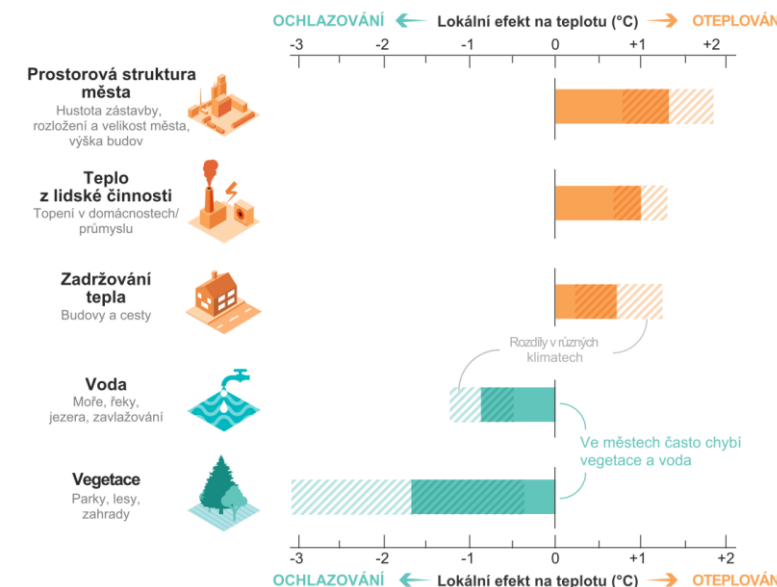 OCHLAZOVÁNÍ ← Lokální efekt na teplotu (°C) → OTEPLOVÁNÍ
-3 -2 -1 0 +1 +2
Prostorová struktura
města
Hustota zástavby,
rozložení a velikost města,
výška budov
Teplo
z lidské činnosti
Topení v domácnostech/
průmyslu
Zadržování
tepla
Budovy a cesty
Rozdíly v různých
klimatech
Voda
Moře, řeky,
jezera, zavlažování
Ve městech často chybí
vegetace a voda
Vegetace
Parky, lesy,
zahrady
-3 -2 -1 0 +1 +2
OCHLAZOVÁNÍ ← Lokální efekt na teplotu (°C) → OTEPLOVÁNÍ